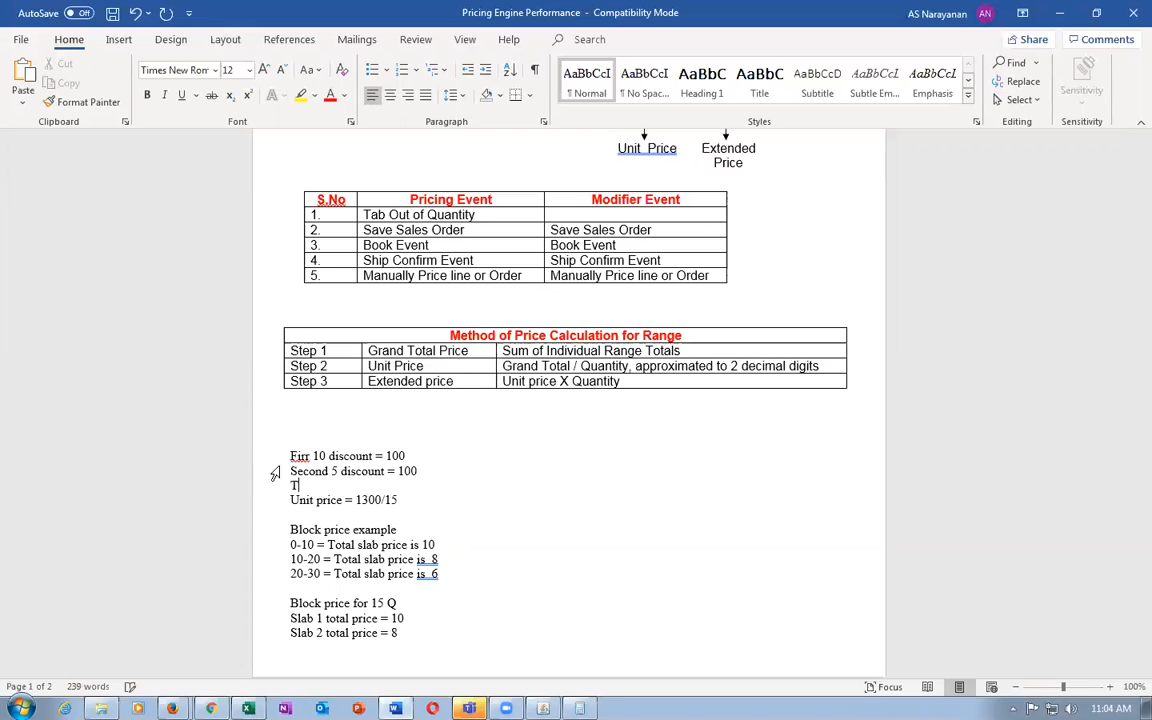 AutoSave Off Pricing Engine Performance - Compatibility Mode AS Narayanan AN
File Home Insert Design Layout References Mailings Review View Help Search Share Comments
Paste Cut Copy Format Painter
Times New Rom 12 Aa
AaBbCcI AaBbCcI AaBbC AaBbC AaBbCcD AaBbCcI AaBbCcI
¶ Normal ¶ No Spac... Heading 1 Title Subtitle Subtle Em... Emphasis
Find Replace Select Sensitivity
Clipboard Font Paragraph Styles Editing Sensitivity
Unit Price Extended Price
S.No Pricing Event Modifier Event
1. Tab Out of Quantity
2. Save Sales Order Save Sales Order
3. Book Event Book Event
4. Ship Confirm Event Ship Confirm Event
5. Manually Price line or Order Manually Price line or Order
Method of Price Calculation for Range
Step 1 Grand Total Price Sum of Individual Range Totals
Step 2 Unit Price Grand Total / Quantity, approximated to 2 decimal digits
Step 3 Extended price Unit price X Quantity
Firr 10 discount = 100
Second 5 discount = 100
T
Unit price = 1300/15
Block price example
0-10 = Total slab price is 10
10-20 = Total slab price is 8
20-30 = Total slab price is 6
Block price for 15 Q
Slab 1 total price = 10
Slab 2 total price = 8
Page 1 of 2 239 words Focus 100%
11:04 AM